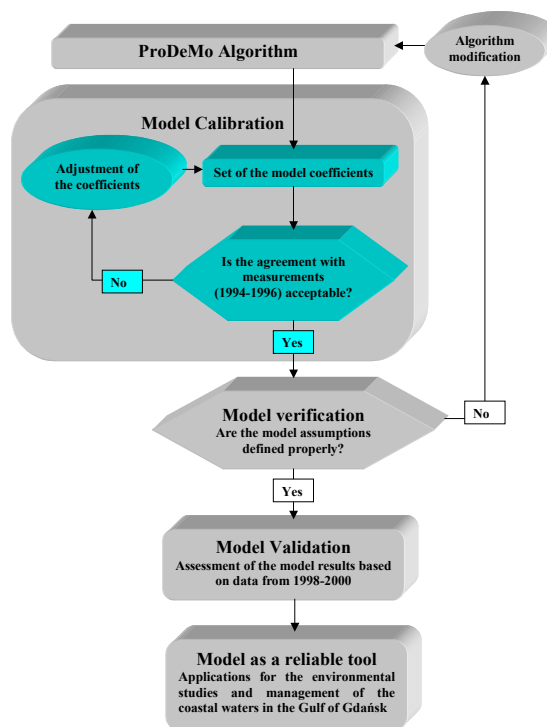 ProDeMo Algorithm
Algorithm
modification
Model Calibration
Adjustment of
the coefficients
Set of the model coefficients
Is the agreement with
measurements
(1994-1996) acceptable?
No
Yes
Model verification
Are the model assumptions
defined properly?
No
Yes
Model Validation
Assessment of the model results based
on data from 1998-2000
Model as a reliable tool
Applications for the environmental
studies and management of the
coastal waters in the Gulf of Gdańsk